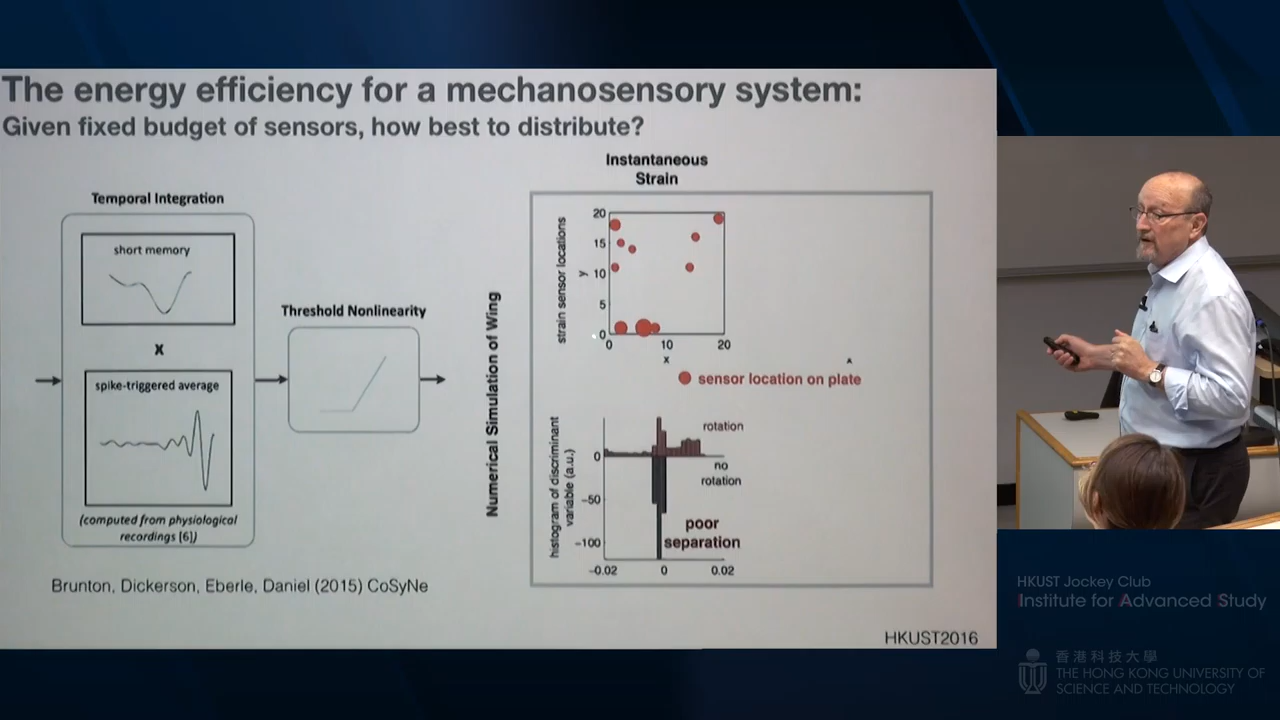 The energy efficiency for a mechanosensory system:
Given fixed budget of sensors, how best to distribute?
Temporal Integration
short memory
x
spike-triggered average
(computed from physiological
recordings [6])
Threshold Nonlinearity
Brunton, Dickerson, Eberle, Daniel (2015) CoSyNe
Numerical Simulation of Wing
Instantaneous
Strain
strain sensor locations
y
20
15
10
5
0
0 10 20
x
x
sensor location on plate
histogram of discriminant
variable (a.u.)
0
-50
-100
-0.02 0 0.02
rotation
no
rotation
poor
separation
HKUST2016
HKUST Jockey Club
Institute for Advanced Study
香港科技大學
THE HONG KONG UNIVERSITY OF
SCIENCE AND TECHNOLOGY